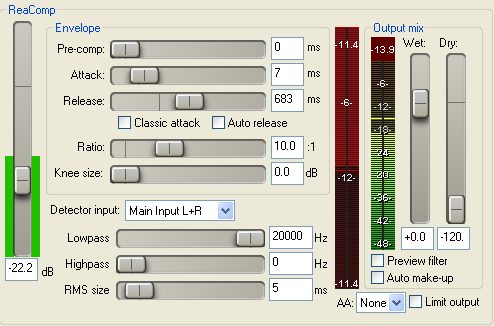 ReaComp
Envelope
Pre-comp: 0 ms
Attack: 7 ms
Release: 683 ms
Classic attack Auto release
Ratio: 10.0 :1
Knee size: 0.0 dB
Detector input: Main Input L+R
Lowpass 20000 Hz
Highpass 0 Hz
RMS size 5 ms
-22.2 dB
-11.4
-6-
-12-
-11.4
AA: None Limit output
Output mix
-13.9
-6-
-12-
-18-
-24-
-30-
-36-
-42-
-48-
Wet: Dry:
+0.0 -120.
Preview filter
Auto make-up